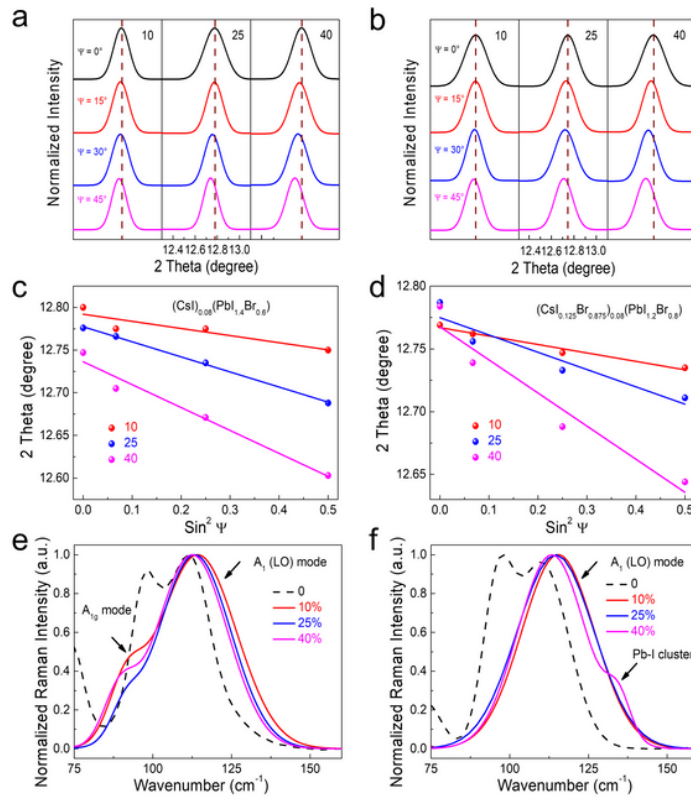 a
10
25
40
Ψ = 0°
Ψ = 15°
Ψ = 30°
Ψ = 45°
Normalized Intensity
12.4 12.6 12.8 13.0
2 Theta (degree)
b
10
25
40
Ψ = 0°
Ψ = 15°
Ψ = 30°
Ψ = 45°
Normalized Intensity
12.4 12.6 12.8 13.0
2 Theta (degree)
c
(CsI)0.08(PbI1.4Br0.6)
12.80
12.75
12.70
12.65
12.60
2 Theta (degree)
10
25
40
0.0 0.1 0.2 0.3 0.4 0.5
Sin² Ψ
d
(CsI0.125Br0.875)0.08(PbI1.2Br0.8)
12.80
12.75
12.70
12.65
2 Theta (degree)
10
25
40
0.0 0.1 0.2 0.3 0.4 0.5
Sin² Ψ
e
A1 (LO) mode
A1g mode
0
10%
25%
40%
1.0
0.8
0.6
0.4
0.2
0.0
Normalized Raman Intensity (a.u.)
75 100 125 150
Wavenumber (cm⁻¹)
f
A1 (LO) mode
0
10%
25%
40%
Pb-I cluster
1.0
0.8
0.6
0.4
0.2
0.0
Normalized Raman Intensity (a.u.)
75 100 125 150
Wavenumber (cm⁻¹)